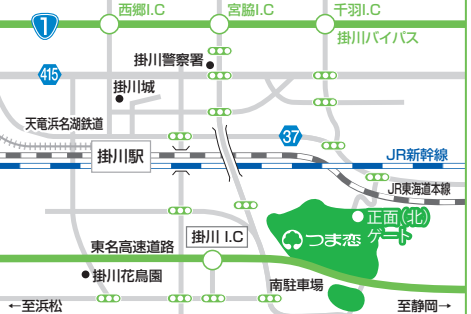 西郷I.C
宮脇I.C
千羽I.C
1
掛川バイパス
掛川警察署
415
掛川城
天竜浜名湖鉄道
37
掛川駅
JR新幹線
JR東海道本線
正面(北)
ゲート
つま恋
掛川 I.C
東名高速道路
掛川花鳥園
南駐車場
←至浜松
至静岡→